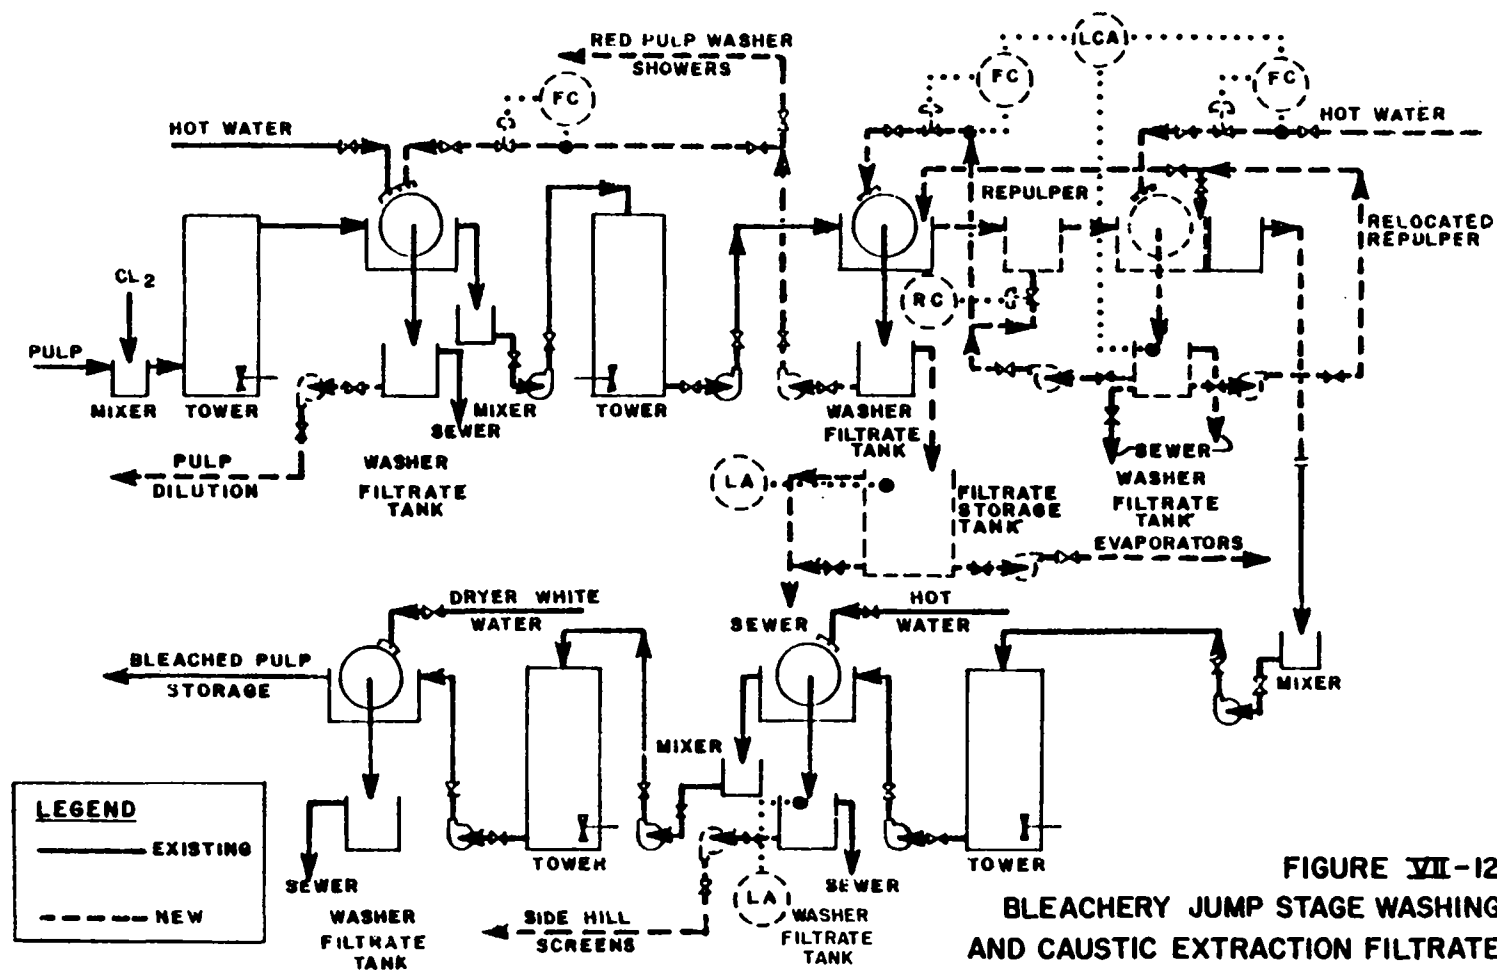 RED PULP WASHER
SHOWERS
LCA
FC
FC
FC
HOT WATER
HOT WATER
REPULPER
RELOCATED
REPULPER
CL2
RC
PULP
MIXER
TOWER
MIXER
SEWER
TOWER
WASHER
FILTRATE
TANK
SEWER
PULP
DILUTION
WASHER
FILTRATE
TANK
LA
FILTRATE
STORAGE
TANK
WASHER
FILTRATE
TANK
EVAPORATORS
DRYER WHITE
WATER
SEWER
HOT
WATER
BLEACHED PULP
STORAGE
MIXER
MIXER
LEGEND
EXISTING
NEW
TOWER
TOWER
SEWER
LA
SEWER
WASHER
FILTRATE
TANK
SIDE HILL
SCREENS
WASHER
FILTRATE
TANK
FIGURE VII-12
BLEACHERY JUMP STAGE WASHING
AND CAUSTIC EXTRACTION FILTRATE